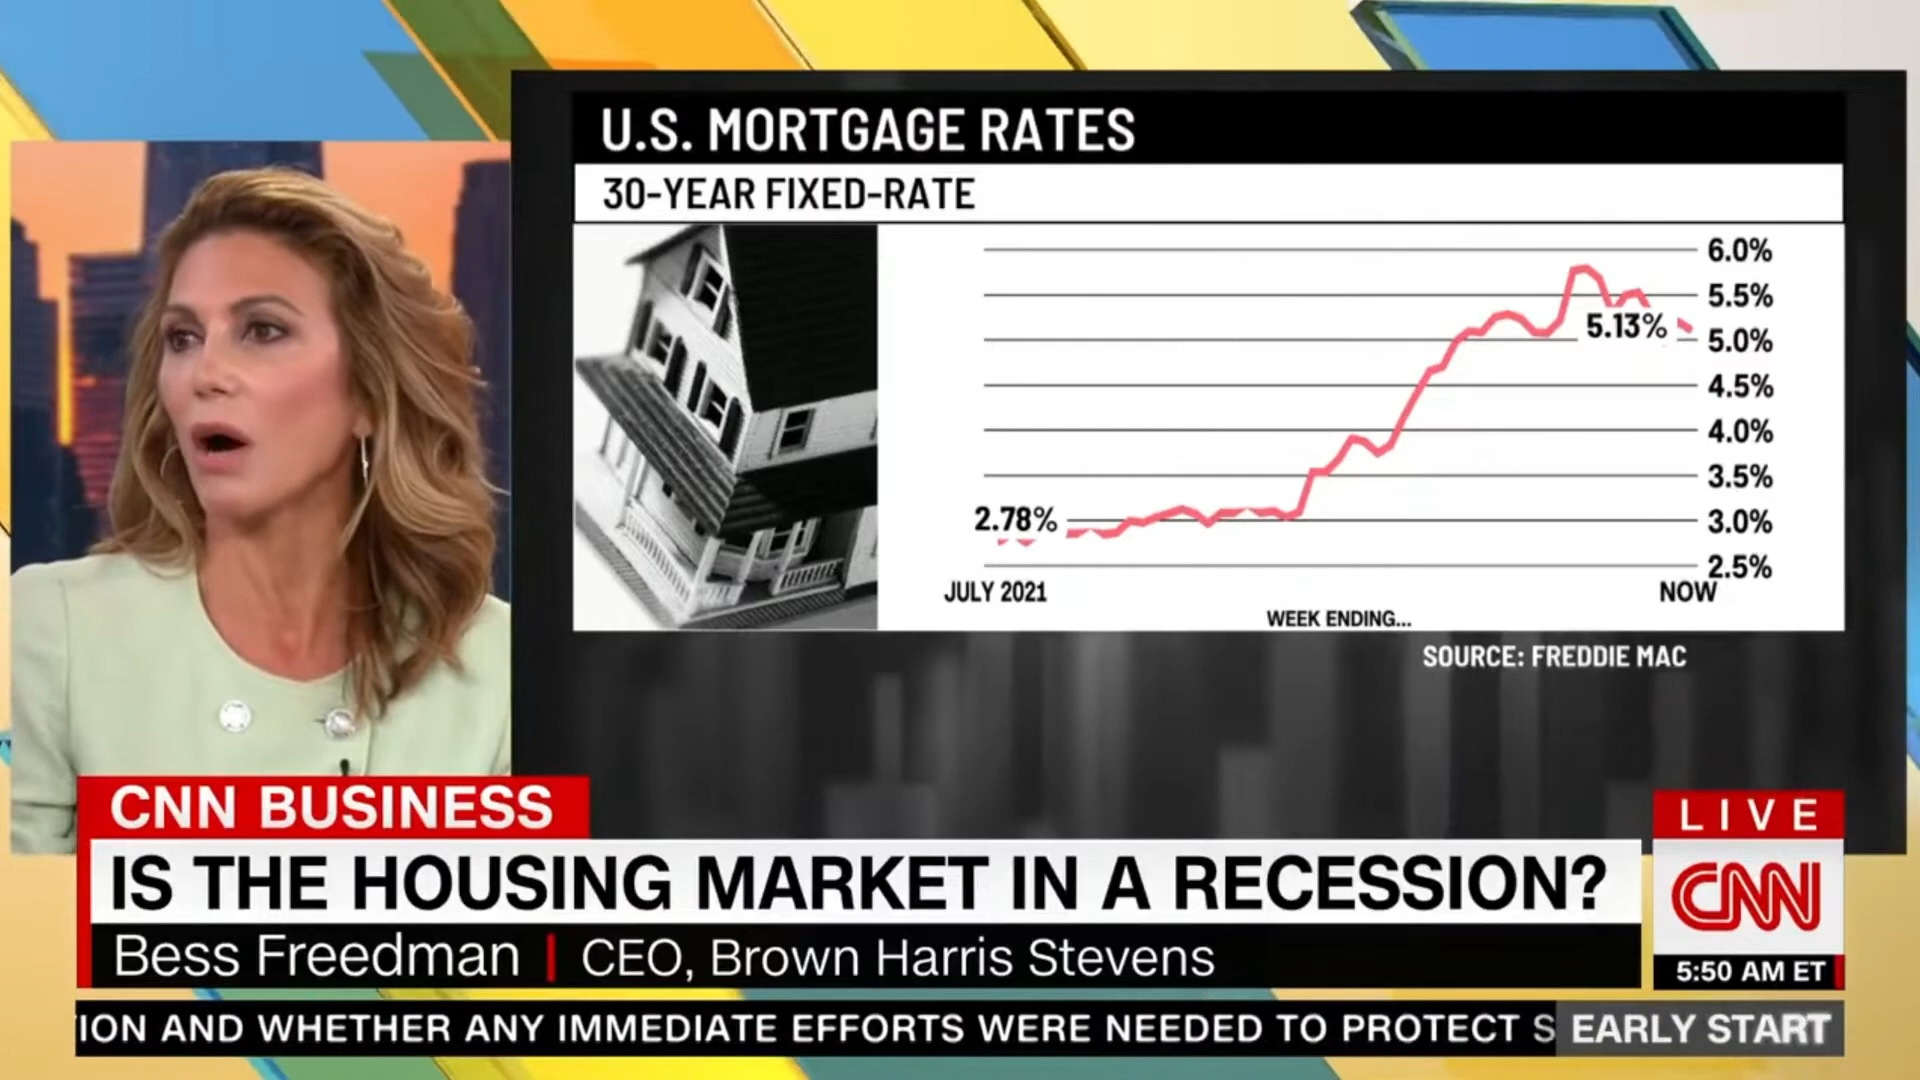 U.S. MORTGAGE RATES
30-YEAR FIXED-RATE
6.0%
5.5%
5.13%
5.0%
4.5%
4.0%
3.5%
2.78%
3.0%
2.5%
JULY 2021
NOW
WEEK ENDING...
SOURCE: FREDDIE MAC
CNN BUSINESS
LIVE
IS THE HOUSING MARKET IN A RECESSION?
CNN
Bess Freedman | CEO, Brown Harris Stevens
5:50 AM ET
AND WHETHER ANY IMMEDIATE EFFORTS WERE NEEDED TO PROTECT
EARLY START